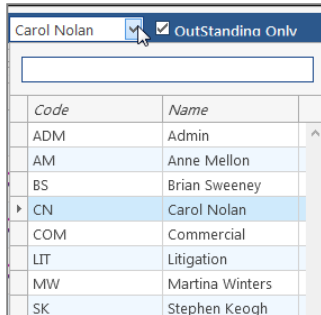 Carol Nolan OutStanding Only
Code Name
ADM Admin
AM Anne Mellon
BS Brian Sweeney
CN Carol Nolan
COM Commercial
LIT Litigation
MW Martina Winters
SK Stephen Keogh